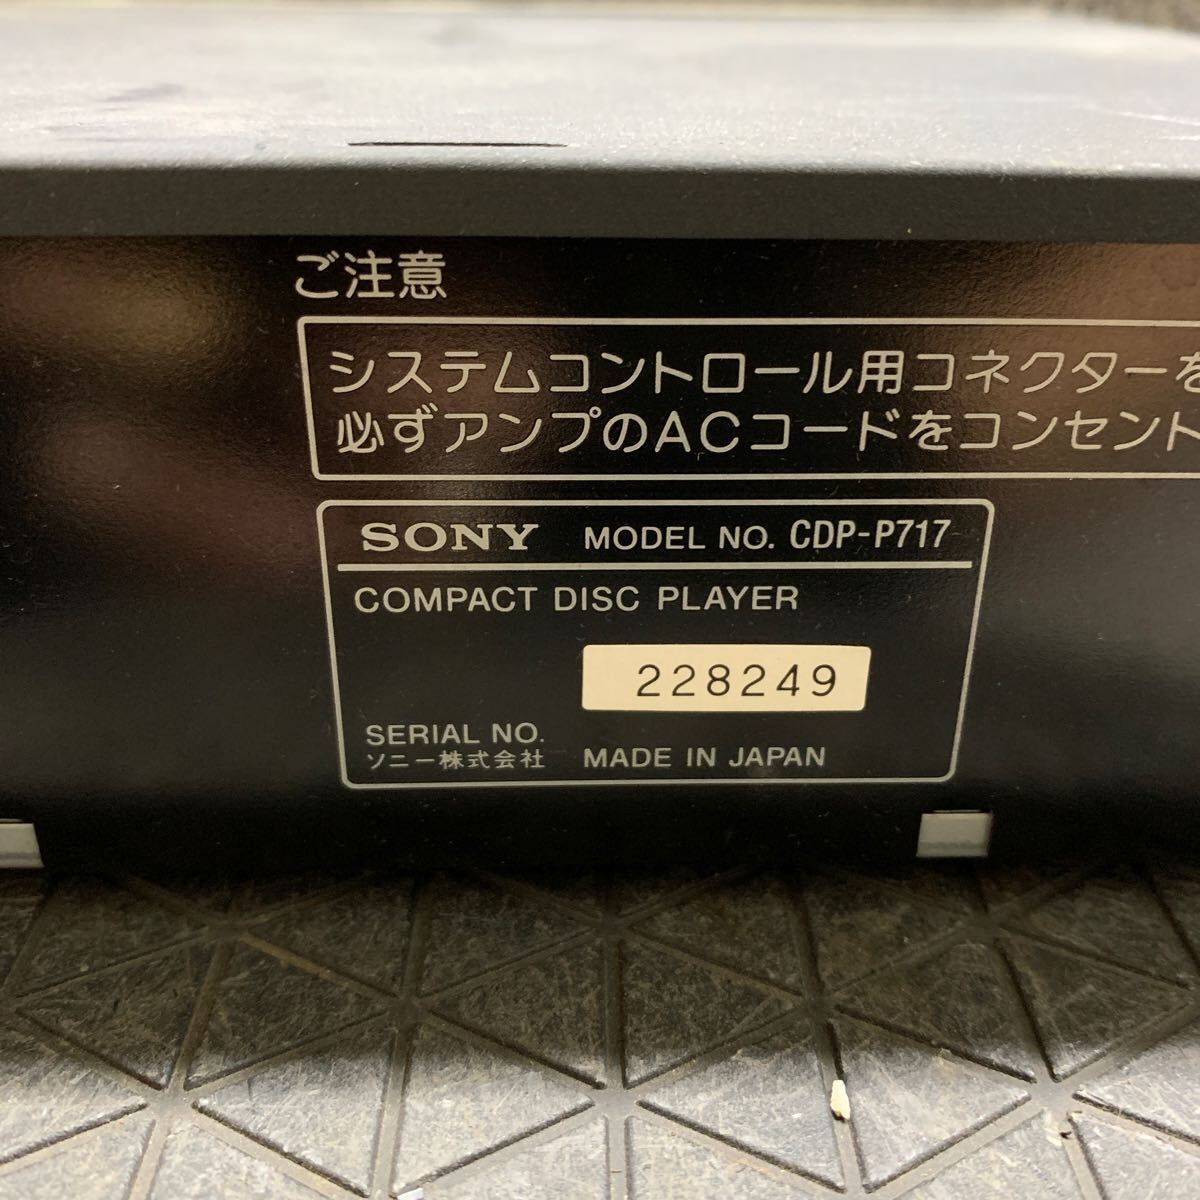 ご注意
システムコントロール用コネクターを
必ずアンプのACコードをコンセント
SONY MODEL NO. CDP-P717
COMPACT DISC PLAYER
228249
SERIAL NO.
ソニー株式会社 MADE IN JAPAN